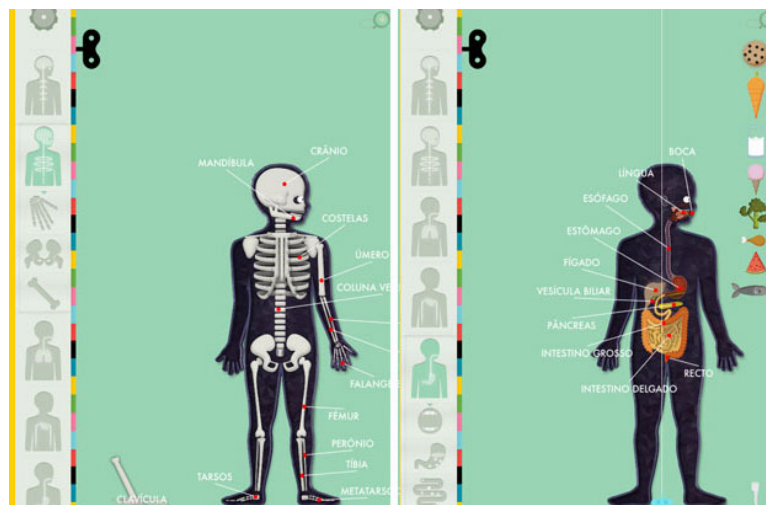 CRÂNIO
MANDÍBULA
COSTELAS
ÚMERO
COLUNA VE
FALANGE
FÉMUR
PERÓNIO
TÍBIA
TARSOS
METATARSO
CLAVÍCULA
BOCA
LÍNGUA
ESÓFAGO
ESTÔMAGO
FÍGADO
VESÍCULA BILIAR
PÂNCREAS
INTESTINO GROSSO
RECTO
INTESTINO DELGADO